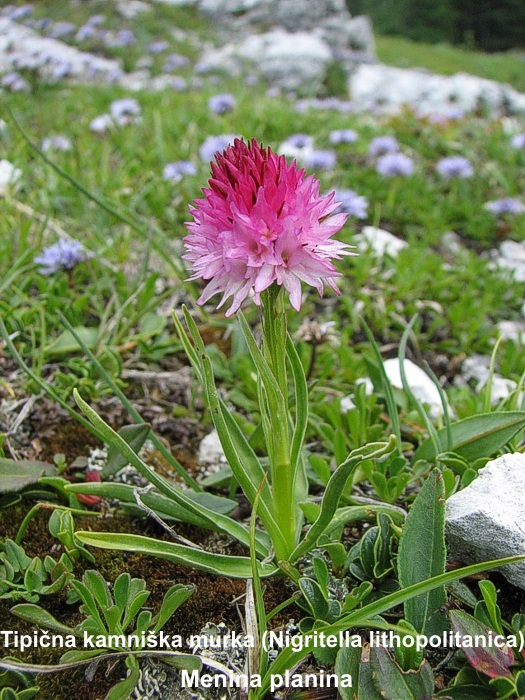 Tipična kamniška murka (Nigritella lithopolitanica)
Menina planina